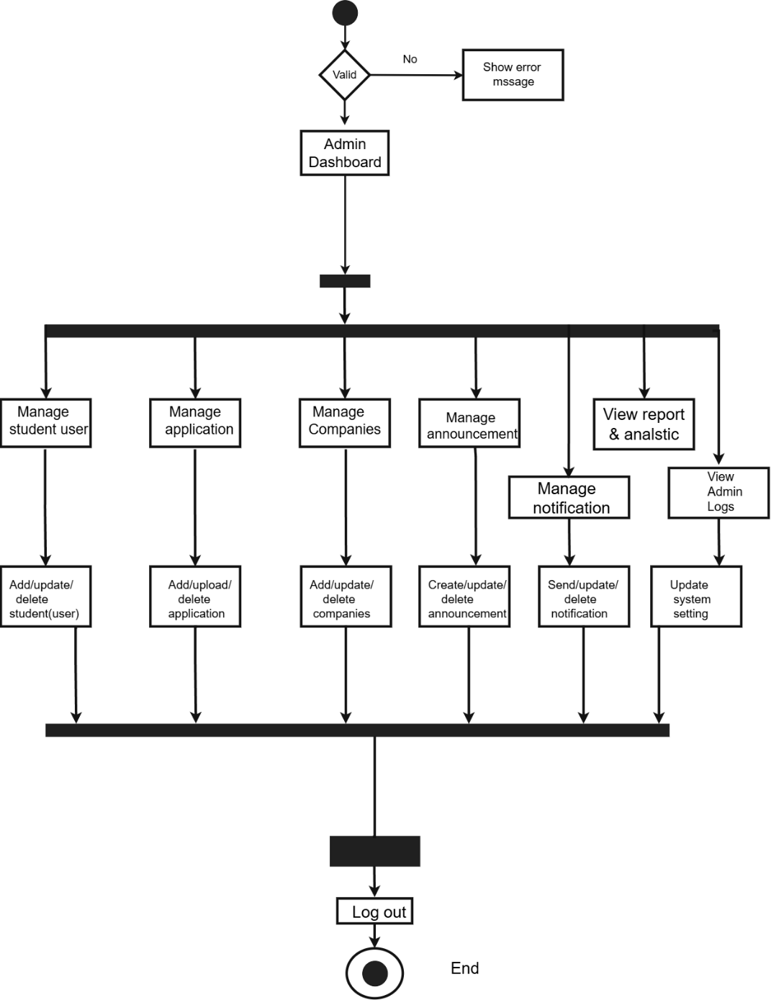 Valid
No
Show error
mssage
Admin
Dashboard
Manage
student user
Manage
application
Manage
Companies
Manage
announcement
View report
& analstic
Manage
notification
View
Admin
Logs
Add/update/
delete
student(user)
Add/upload/
delete
application
Add/update/
delete
companies
Create/update/
delete
announcement
Send/update/
delete
notification
Update
system
setting
Log out
End